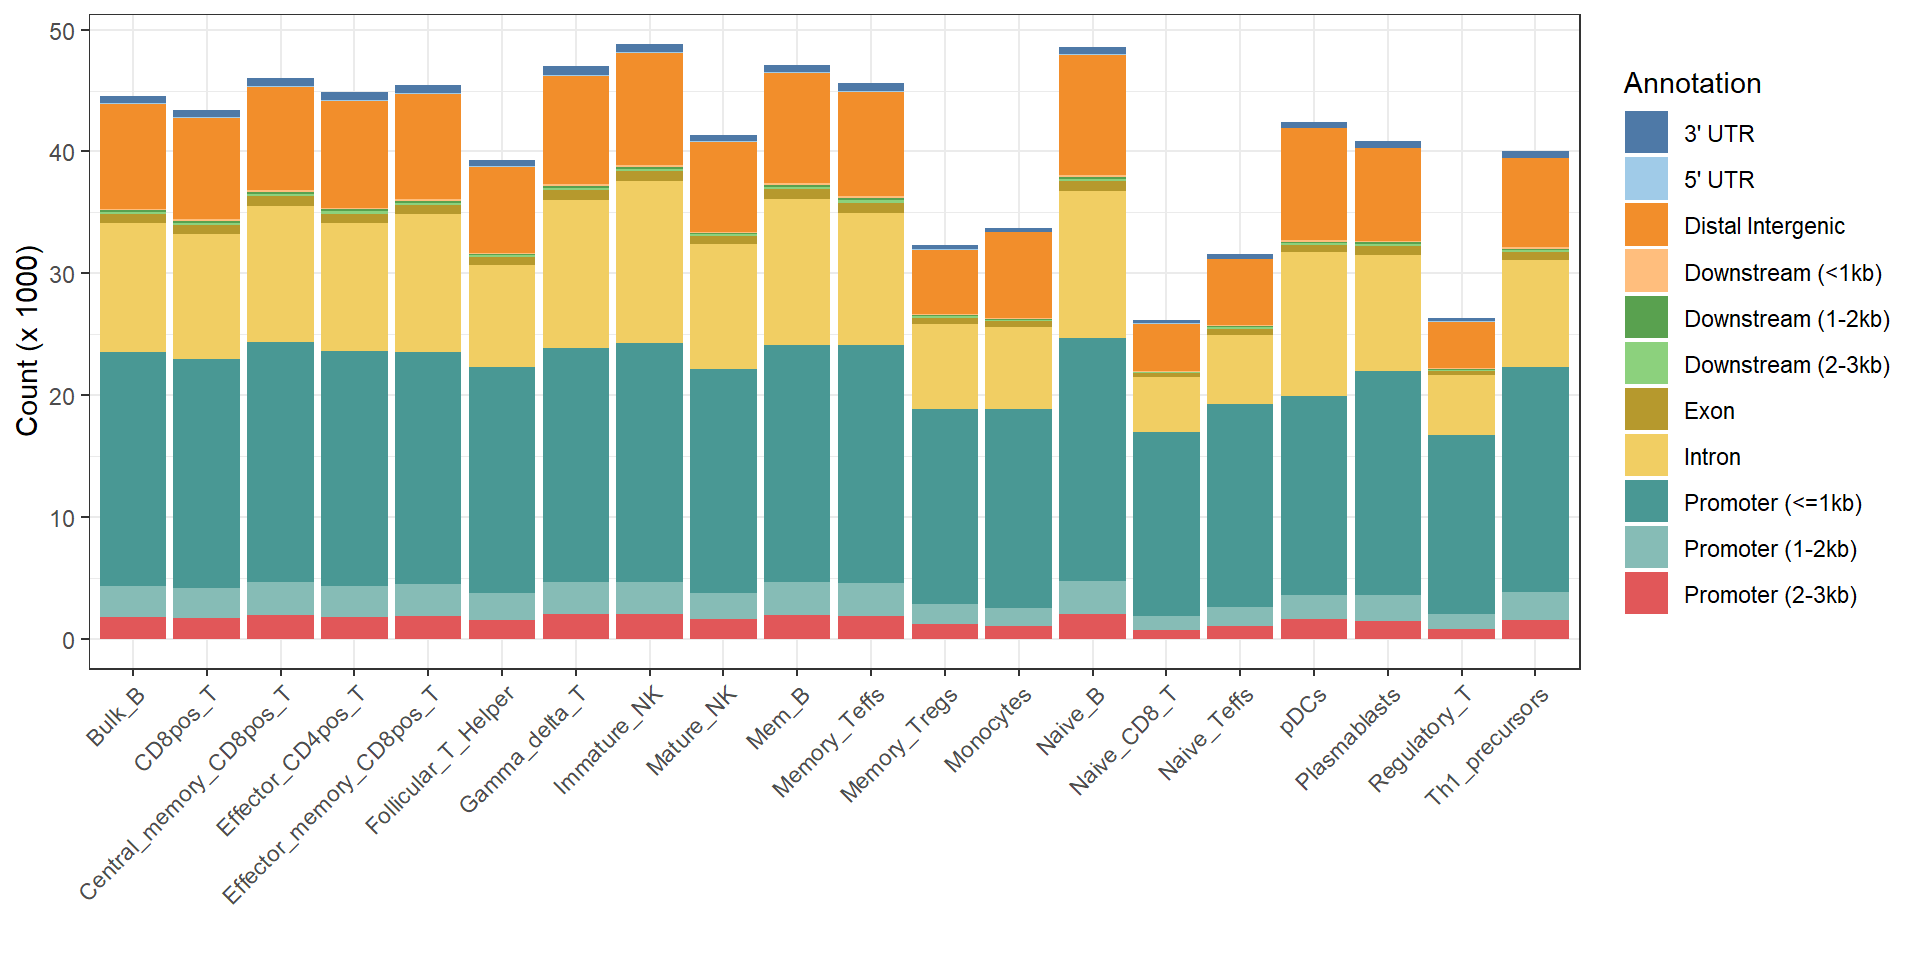 Count (x 1000)
50
40
30
20
10
0
Bulk_B
CD8pos_T
Central_memory_CD8pos_T
Effector_CD4pos_T
Effector_memory_CD8pos_T
Follicular_T_Helper
Gamma_delta_T
Immature_NK
Mature_NK
Mem_B
Memory_Teffs
Memory_Tregs
Monocytes
Naive_B
Naive_CD8_T
Naive_Teffs
pDCs
Plasmablasts
Regulatory_T
Th1_precursors
Annotation
3' UTR
5' UTR
Distal Intergenic
Downstream (<1kb)
Downstream (1-2kb)
Downstream (2-3kb)
Exon
Intron
Promoter (<=1kb)
Promoter (1-2kb)
Promoter (2-3kb)